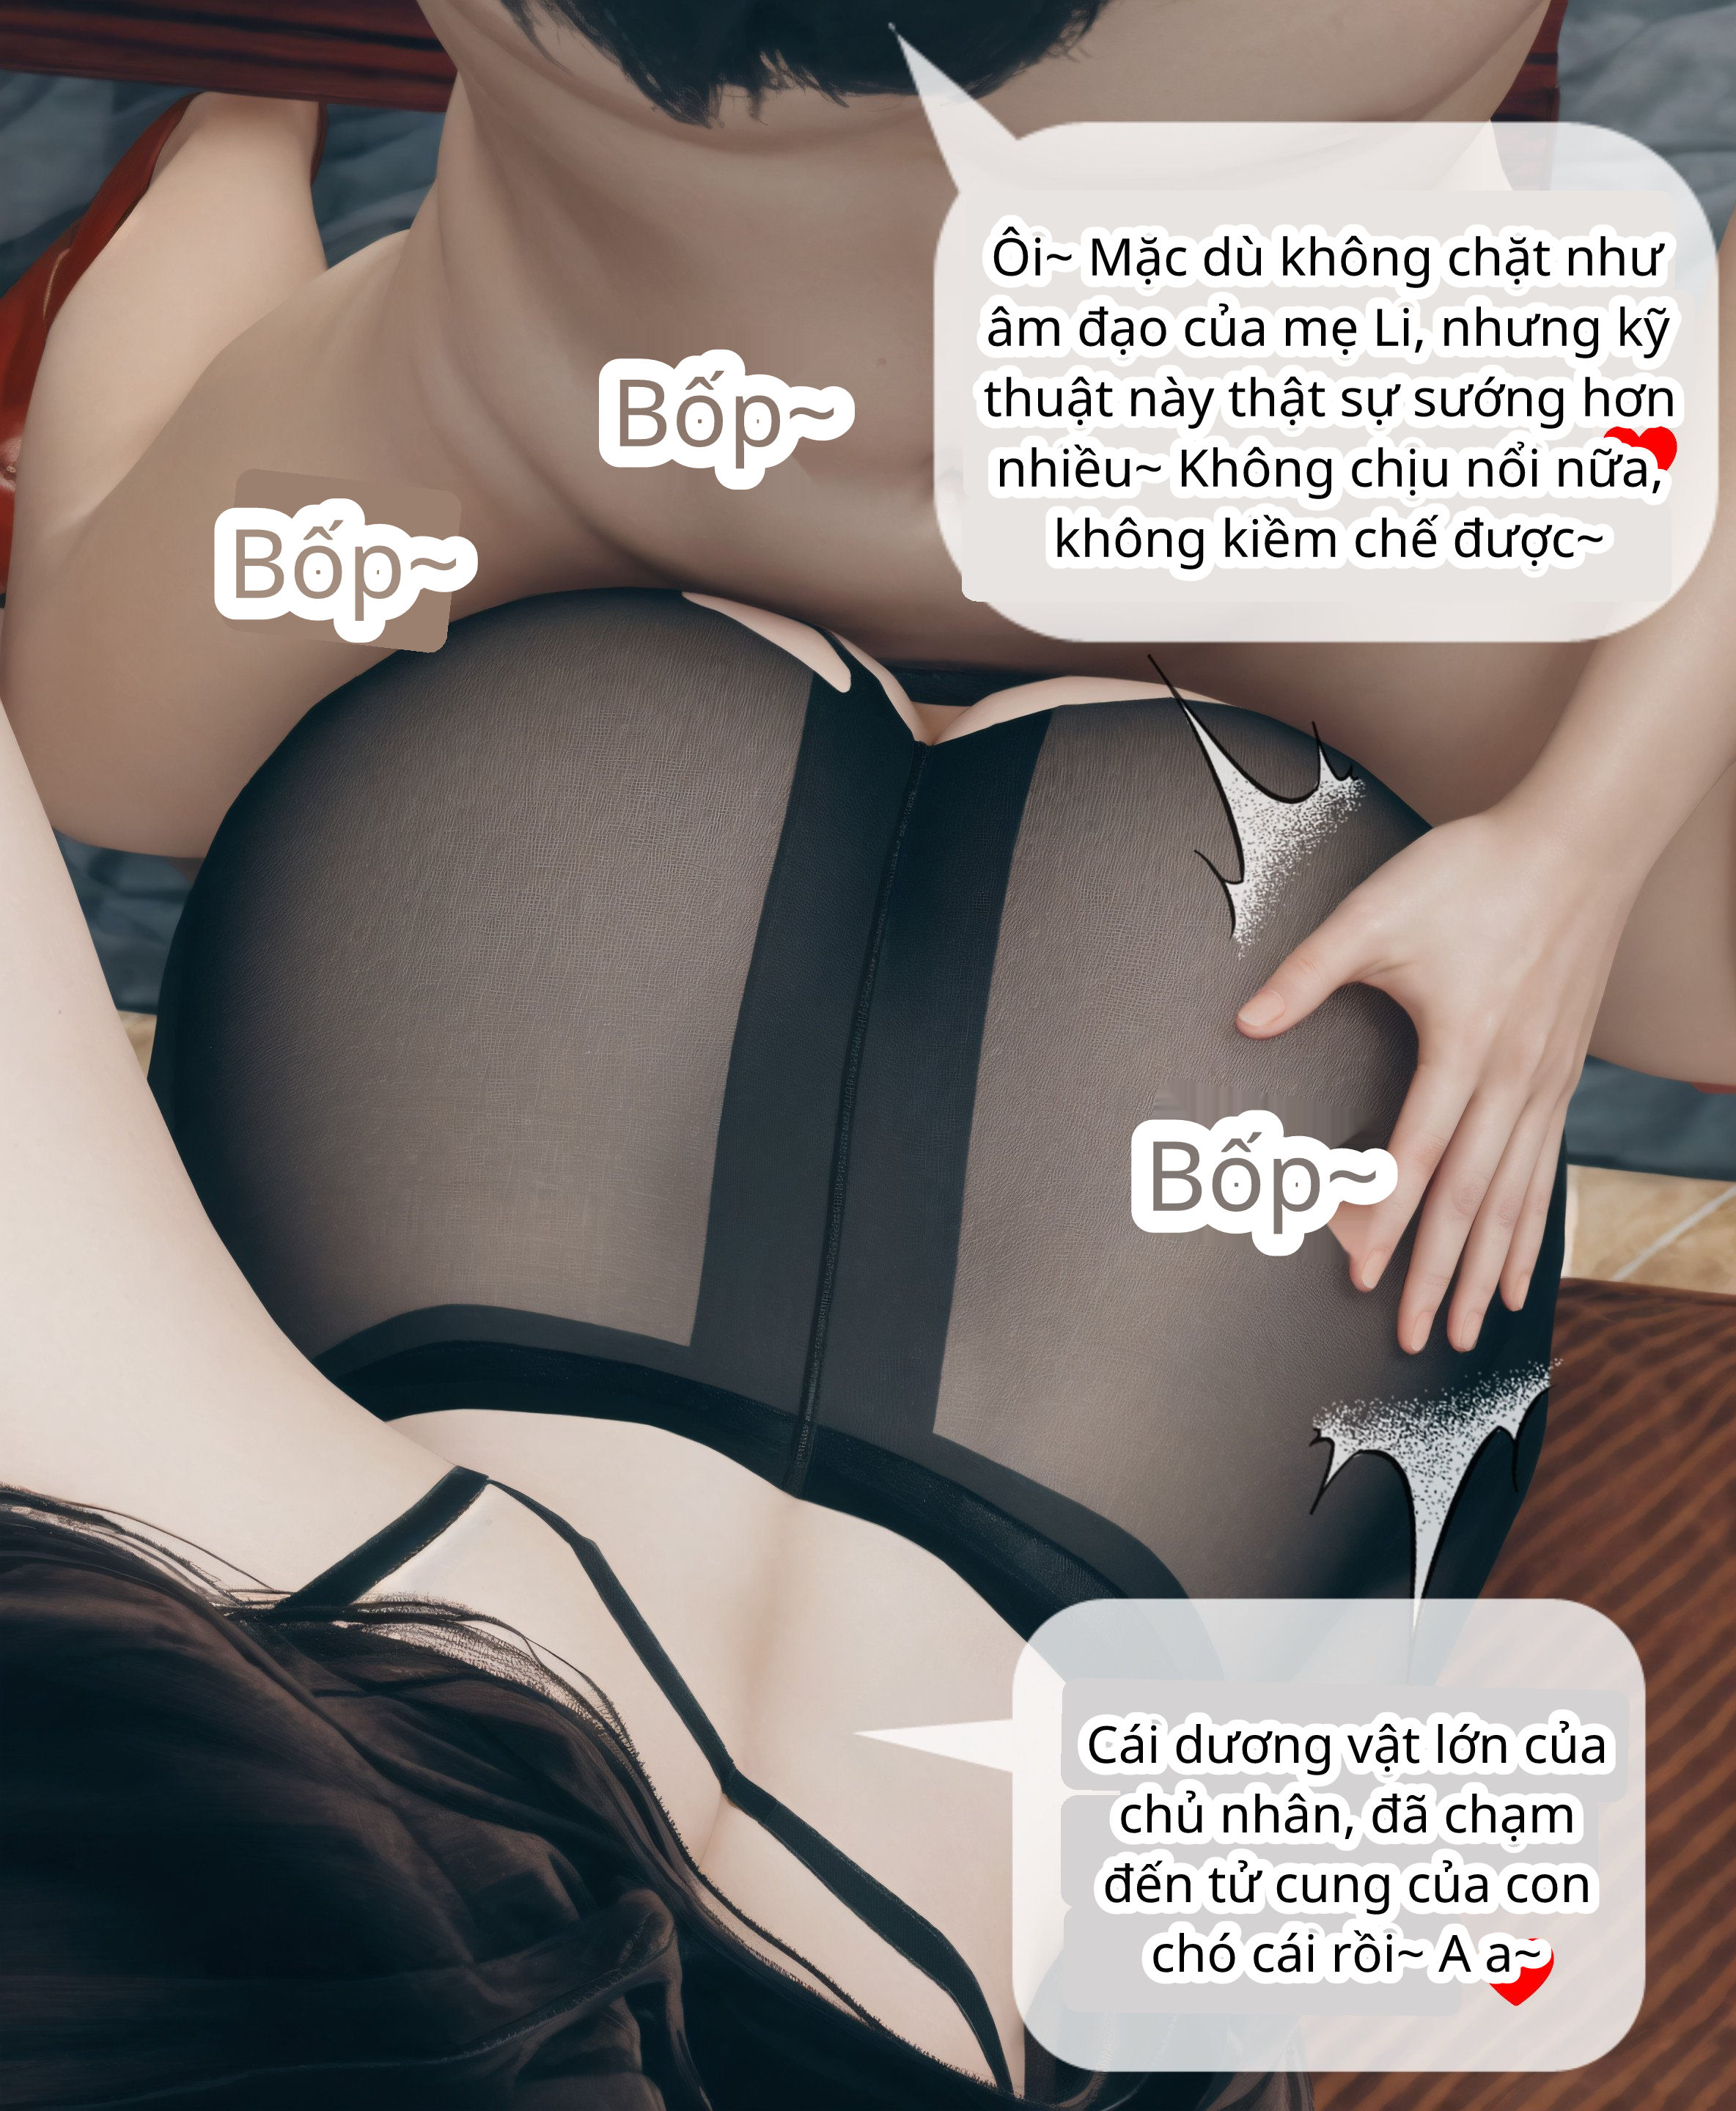 Ôi~ Mặc dù không chặt như
âm đạo của mẹ Li, nhưng kỹ
thuật này thật sự sướng hơn
nhiều~ Không chịu nổi nữa,
không kiềm chế được~
Bốp~
Bốp~
Bốp~
Cái dương vật lớn của
chủ nhân, đã chạm
đến tử cung của con
chó cái rồi~ A a~